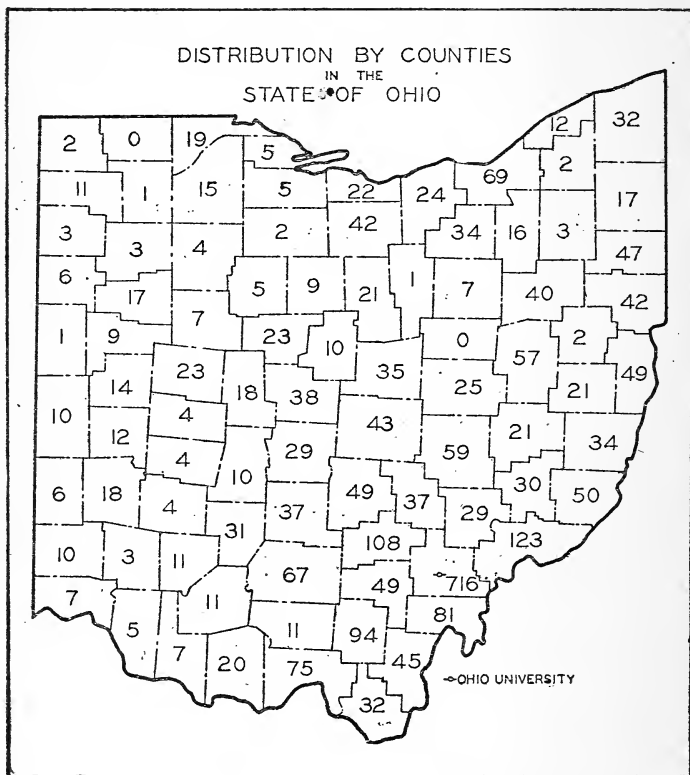 DISTRIBUTION BY COUNTIES
IN THE
STATE OF OHIO
12 32
2 0 19 5
69 2
11 1 15 5 22 24 17
3 3 4 2 42 34 16 3 47
6 17 5 9 21 1 7 40 42
1 9 7 23 10 0 57 2 49
14 23 18 38 35 25 21
10 12 4 43 59 21 34
4 10 29
6 18 4 31 37 49 37 29 30 50
10 3 11 67 108 123
7 11 49 716
5 7 20 11 94 81
75 45
32
OHIO UNIVERSITY